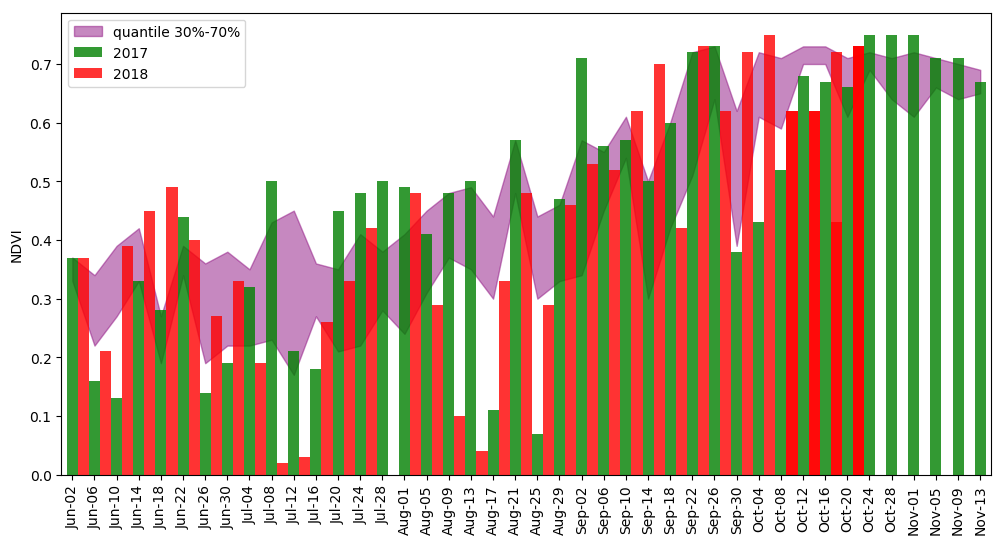 quantile 30%-70%
2017
2018
NDVI
0.7
0.6
0.5
0.4
0.3
0.2
0.1
0.0
Jun-02
Jun-06
Jun-10
Jun-14
Jun-18
Jun-22
Jun-26
Jun-30
Jul-04
Jul-08
Jul-12
Jul-16
Jul-20
Jul-24
Jul-28
Aug-01
Aug-05
Aug-09
Aug-13
Aug-17
Aug-21
Aug-25
Aug-29
Sep-02
Sep-06
Sep-10
Sep-14
Sep-18
Sep-22
Sep-26
Sep-30
Oct-04
Oct-08
Oct-12
Oct-16
Oct-20
Oct-24
Oct-28
Nov-01
Nov-05
Nov-09
Nov-13